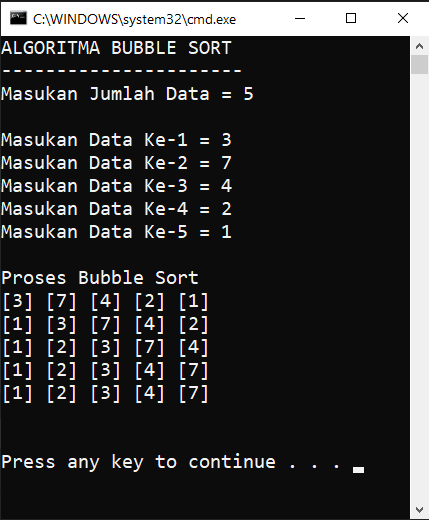 C:\WINDOWS\system32\cmd.exe
ALGORITMA BUBBLE SORT
----------------------
Masukan Jumlah Data = 5
Masukan Data Ke-1 = 3
Masukan Data Ke-2 = 7
Masukan Data Ke-3 = 4
Masukan Data Ke-4 = 2
Masukan Data Ke-5 = 1
Proses Bubble Sort
[3] [7] [4] [2] [1]
[1] [3] [7] [4] [2]
[1] [2] [3] [7] [4]
[1] [2] [3] [4] [7]
[1] [2] [3] [4] [7]
Press any key to continue . . .